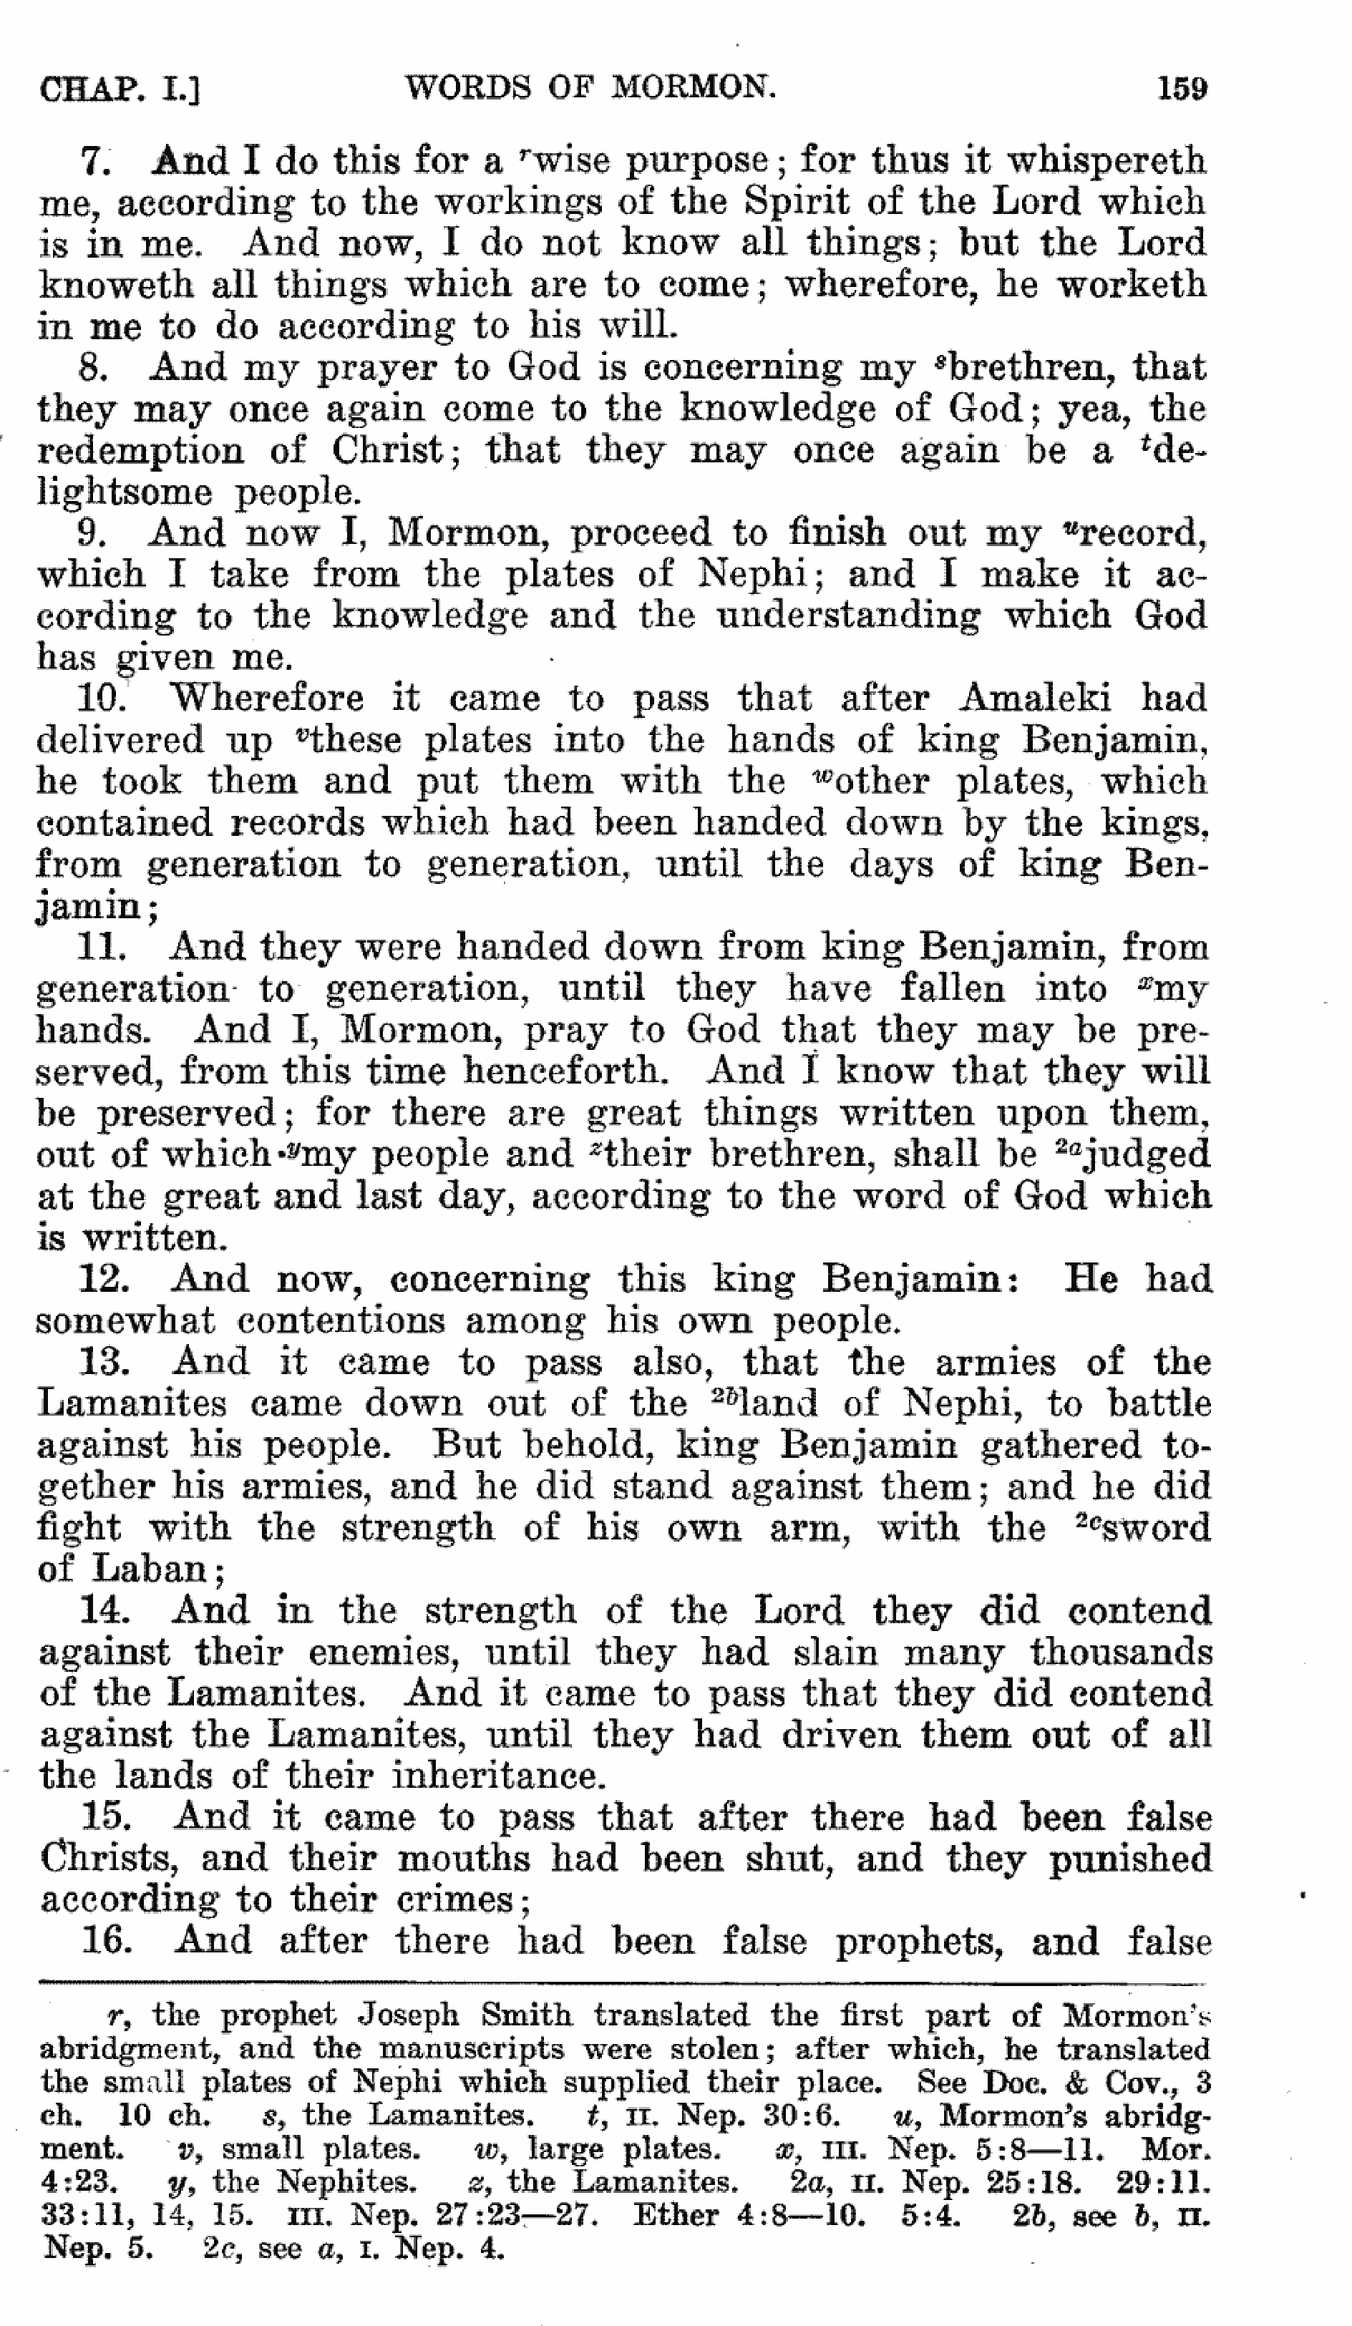 CHAP. I.] WORDS OF MORMON. 159
7. And I do this for a ʳwise purpose; for thus it whispereth
me, according to the workings of the Spirit of the Lord which
is in me. And now, I do not know all things; but the Lord
knoweth all things which are to come; wherefore, he worketh
in me to do according to his will.
8. And my prayer to God is concerning my ˢbrethren, that
they may once again come to the knowledge of God; yea, the
redemption of Christ; that they may once again be a ᵗde-
lightsome people.
9. And now I, Mormon, proceed to finish out my ᵘrecord,
which I take from the plates of Nephi; and I make it ac-
cording to the knowledge and the understanding which God
has given me.
10. Wherefore it came to pass that after Amaleki had
delivered up ᵛthese plates into the hands of king Benjamin,
he took them and put them with the ʷother plates, which
contained records which had been handed down by the kings,
from generation to generation, until the days of king Ben-
jamin;
11. And they were handed down from king Benjamin, from
generation to generation, until they have fallen into ˣmy
hands. And I, Mormon, pray to God that they may be pre-
served, from this time henceforth. And I know that they will
be preserved; for there are great things written upon them,
out of which ʸmy people and ᶻtheir brethren, shall be ²ᵃjudged
at the great and last day, according to the word of God which
is written.
12. And now, concerning this king Benjamin: He had
somewhat contentions among his own people.
13. And it came to pass also, that the armies of the
Lamanites came down out of the ²ᵇland of Nephi, to battle
against his people. But behold, king Benjamin gathered to-
gether his armies, and he did stand against them; and he did
fight with the strength of his own arm, with the ²ᶜsword
of Laban;
14. And in the strength of the Lord they did contend
against their enemies, until they had slain many thousands
of the Lamanites. And it came to pass that they did contend
against the Lamanites, until they had driven them out of all
the lands of their inheritance.
15. And it came to pass that after there had been false
Christs, and their mouths had been shut, and they punished
according to their crimes;
16. And after there had been false prophets, and false
r, the prophet Joseph Smith translated the first part of Mormon's
abridgment, and the manuscripts were stolen; after which, he translated
the small plates of Nephi which supplied their place. See Doc. & Cov., 3
ch. 10 ch. s, the Lamanites. t, II. Nep. 30:6. u, Mormon's abridg-
ment. v, small plates. w, large plates. x, III. Nep. 5:8—11. Mor.
4:23. y, the Nephites. z, the Lamanites. 2a, II. Nep. 25:18. 29:11.
33:11, 14, 15. III. Nep. 27:23—27. Ether 4:8—10. 5:4. 2b, see b, II.
Nep. 5. 2c, see a, I. Nep. 4.